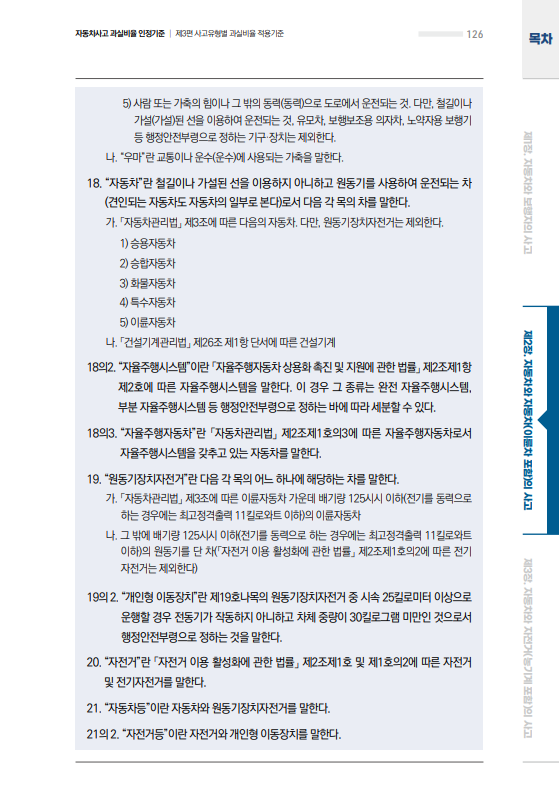 자동차사고 과실비율 인정기준 | 제3편 사고유형별 과실비율 적용기준
126
목차
5) 사람 또는 가축의 힘이나 그 밖의 동력(동력)으로 도로에서 운전되는 것. 다만, 철길이나
가설(가설)된 선을 이용하여 운전되는 것, 유모차, 보행보조용 의자차, 노약자용 보행기
등 행정안전부령으로 정하는 기구·장치는 제외한다.
나. “우마”란 교통이나 운수(운수)에 사용되는 가축을 말한다.
18. “자동차”란 철길이나 가설된 선을 이용하지 아니하고 원동기를 사용하여 운전되는 차
(견인되는 자동차도 자동차의 일부로 본다)로서 다음 각 목의 차를 말한다.
가. 「자동차관리법」 제3조에 따른 다음의 자동차. 다만, 원동기장치자전거는 제외한다.
1) 승용자동차
2) 승합자동차
3) 화물자동차
4) 특수자동차
5) 이륜자동차
나. 「건설기계관리법」 제26조 제1항 단서에 따른 건설기계
18의2. “자율주행시스템”이란 「자율주행자동차 상용화 촉진 및 지원에 관한 법률」 제2조제1항
제2호에 따른 자율주행시스템을 말한다. 이 경우 그 종류는 완전 자율주행시스템,
부분 자율주행시스템 등 행정안전부령으로 정하는 바에 따라 세분할 수 있다.
18의3. “자율주행자동차”란 「자동차관리법」 제2조제1호의3에 따른 자율주행자동차로서
자율주행시스템을 갖추고 있는 자동차를 말한다.
19. “원동기장치자전거”란 다음 각 목의 어느 하나에 해당하는 차를 말한다.
가. 「자동차관리법」 제3조에 따른 이륜자동차 가운데 배기량 125시시 이하(전기를 동력으로
하는 경우에는 최고정격출력 11킬로와트 이하)의 이륜자동차
나. 그 밖에 배기량 125시시 이하(전기를 동력으로 하는 경우에는 최고정격출력 11킬로와트
이하)의 원동기를 단 차(「자전거 이용 활성화에 관한 법률」 제2조제1호의2에 따른 전기
자전거는 제외한다)
19의 2. “개인형 이동장치”란 제19호나목의 원동기장치자전거 중 시속 25킬로미터 이상으로
운행할 경우 전동기가 작동하지 아니하고 차체 중량이 30킬로그램 미만인 것으로서
행정안전부령으로 정하는 것을 말한다.
20. “자전거”란 「자전거 이용 활성화에 관한 법률」 제2조제1호 및 제1호의2에 따른 자전거
및 전기자전거를 말한다.
21. “자동차등”이란 자동차와 원동기장치자전거를 말한다.
21의 2. “자전거등”이란 자전거와 개인형 이동장치를 말한다.
제1장. 자동차와 보행자의 사고
제2장. 자동차와 자동차(이륜차 포함)의 사고
제3장. 자동차와 자전거(농기계 포함)의 사고